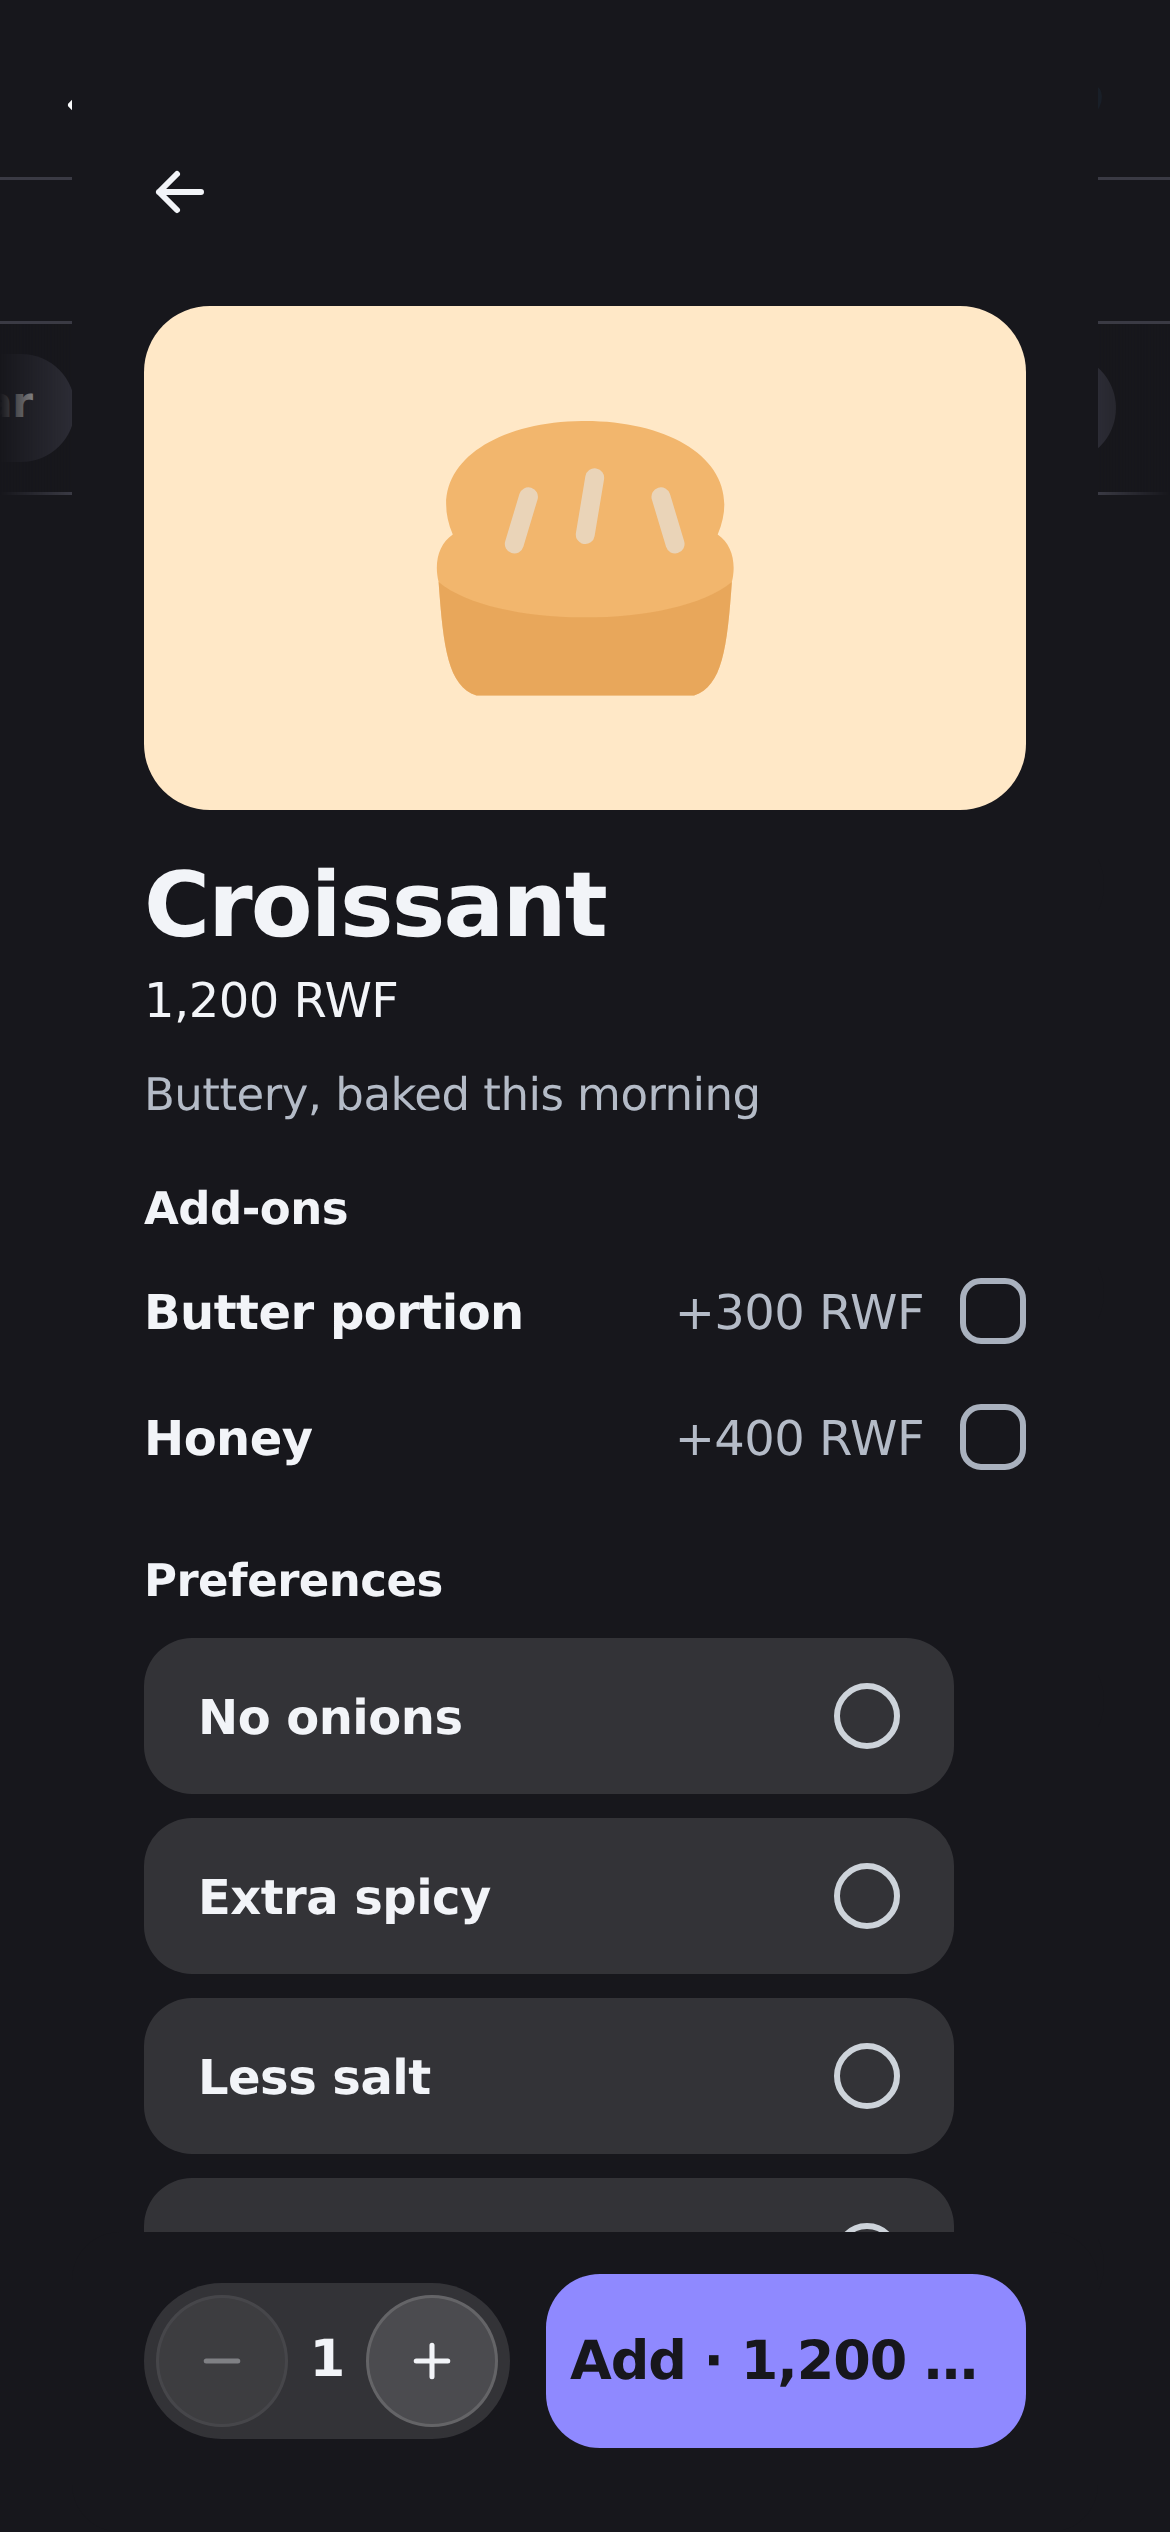 Croissant
1,200 RWF
Buttery, baked this morning
Add-ons
Butter portion +300 RWF
Honey +400 RWF
Preferences
No onions
Extra spicy
Less salt
1 Add · 1,200 ...